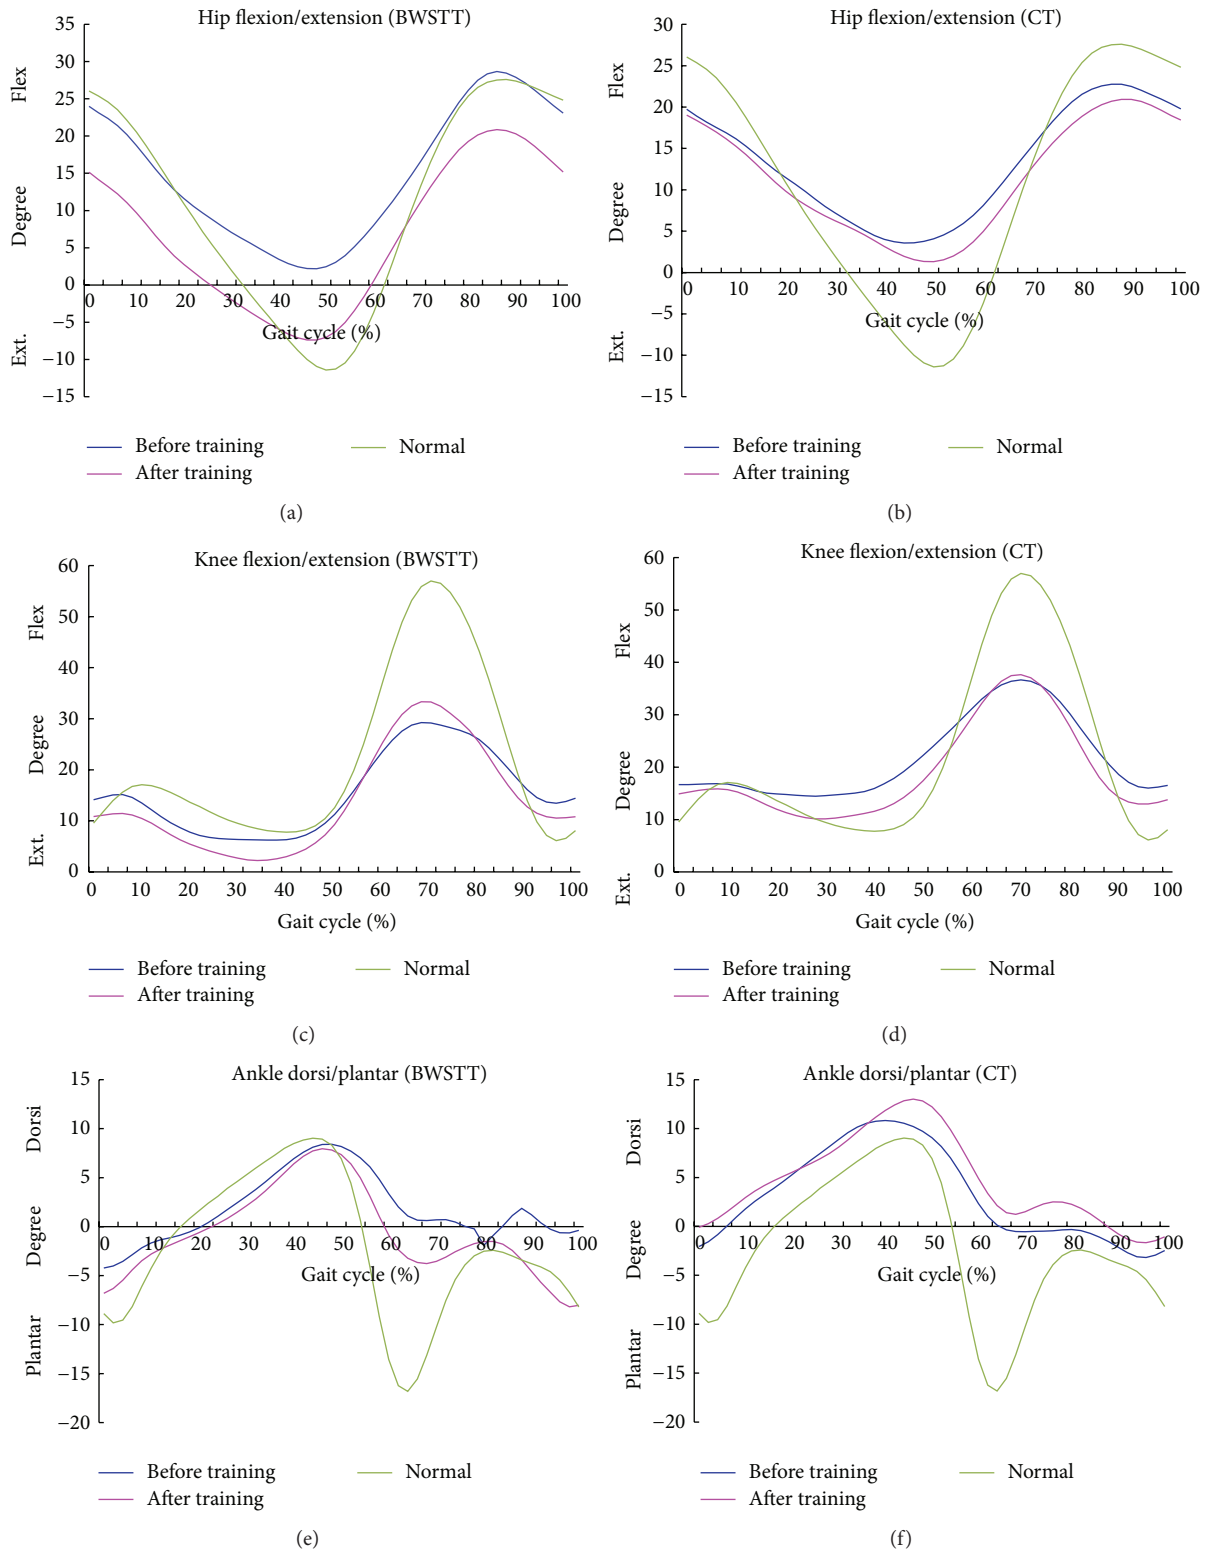 Hip flexion/extension (BWSTT)
35
30
25
20
15
10
5
0
−5
−10
−15
Flex
Degree
Ext.
0 10 20 30 40 50 60 70 80 90 100
Gait cycle (%)
Before training
Normal
After training
(a)
Hip flexion/extension (CT)
30
25
20
15
10
5
0
−5
−10
−15
Flex
Degree
Ext.
0 10 20 30 40 50 60 70 80 90 100
Gait cycle (%)
Before training
Normal
After training
(b)
Knee flexion/extension (BWSTT)
60
50
40
30
20
10
0
Flex
Degree
Ext.
0 10 20 30 40 50 60 70 80 90 100
Gait cycle (%)
Before training
Normal
After training
(c)
Knee flexion/extension (CT)
60
50
40
30
20
10
0
Flex
Degree
Ext.
0 10 20 30 40 50 60 70 80 90 100
Gait cycle (%)
Before training
Normal
After training
(d)
Ankle dorsi/plantar (BWSTT)
15
10
5
0
−5
−10
−15
−20
Dorsi
Degree
Plantar
0 10 20 30 40 50 60 70 80 90 100
Gait cycle (%)
Before training
Normal
After training
(e)
Ankle dorsi/plantar (CT)
15
10
5
0
−5
−10
−15
−20
Dorsi
Degree
Plantar
0 10 20 30 40 50 60 70 80 90 100
Gait cycle (%)
Before training
Normal
After training
(f)